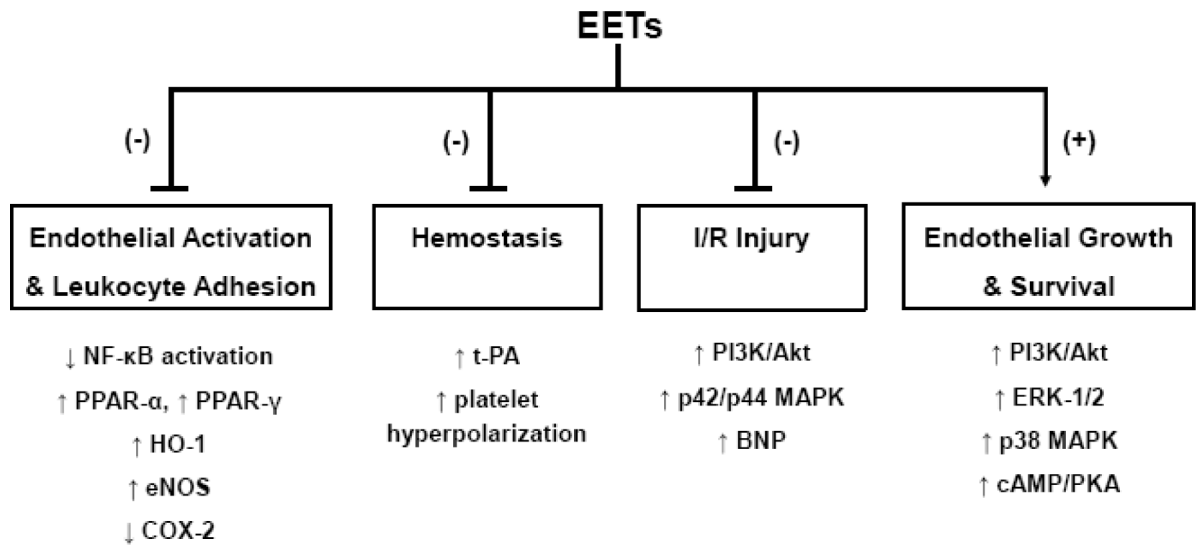 EETs
(-)
(-)
(-)
(+)
Endothelial Activation
& Leukocyte Adhesion
Hemostasis
I/R Injury
Endothelial Growth
& Survival
↓ NF-κB activation
↑ PPAR-α, ↑ PPAR-γ
↑ HO-1
↑ eNOS
↓ COX-2
↑ t-PA
↑ platelet
hyperpolarization
↑ PI3K/Akt
↑ p42/p44 MAPK
↑ BNP
↑ PI3K/Akt
↑ ERK-1/2
↑ p38 MAPK
↑ cAMP/PKA